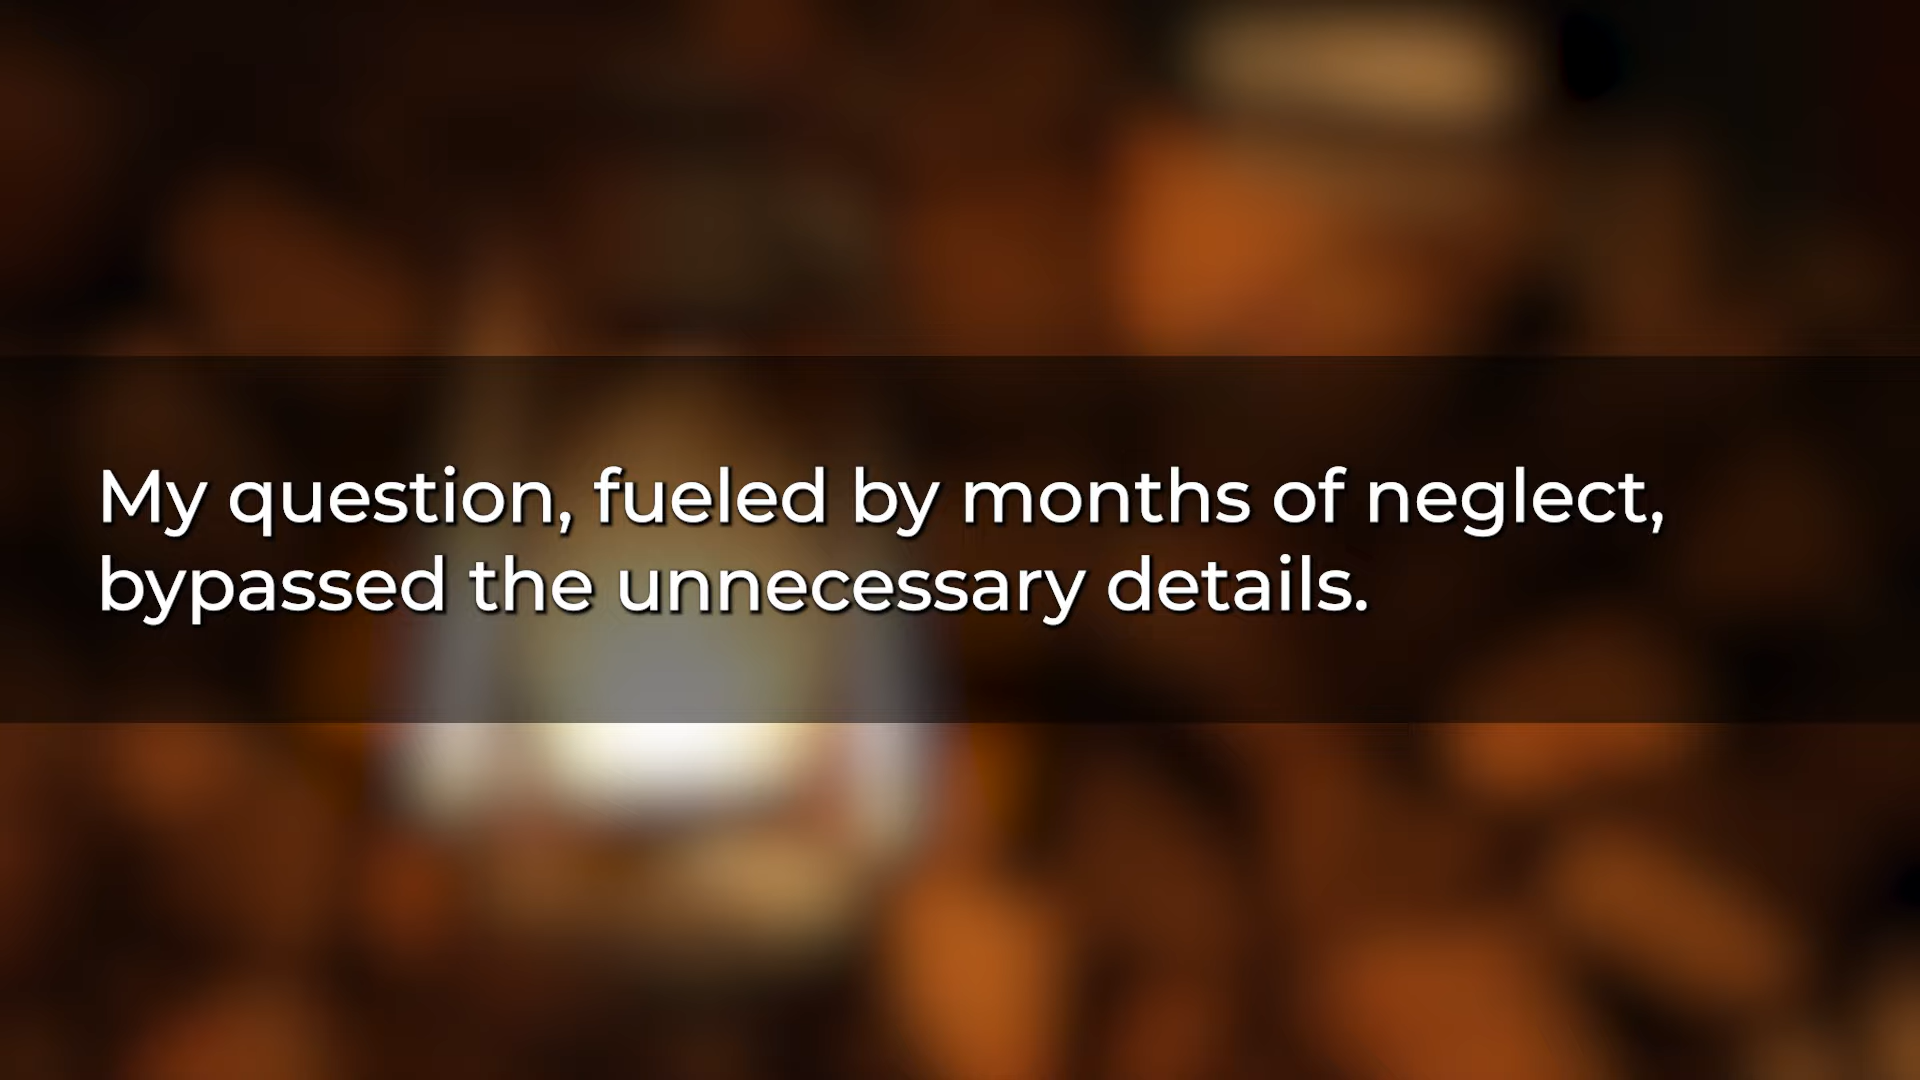 My question, fueled by months of neglect,
bypassed the unnecessary details.